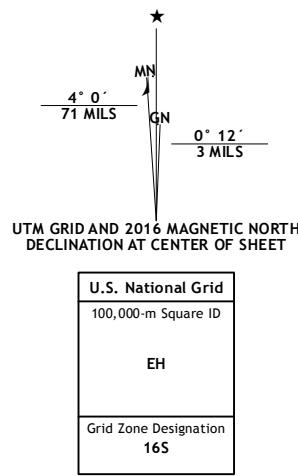 ★
MN
GN
4° 0´
71 MILS
0° 12´
3 MILS
UTM GRID AND 2016 MAGNETIC NORTH
DECLINATION AT CENTER OF SHEET
U.S. National Grid
100,000-m Square ID
EH
Grid Zone Designation
16S